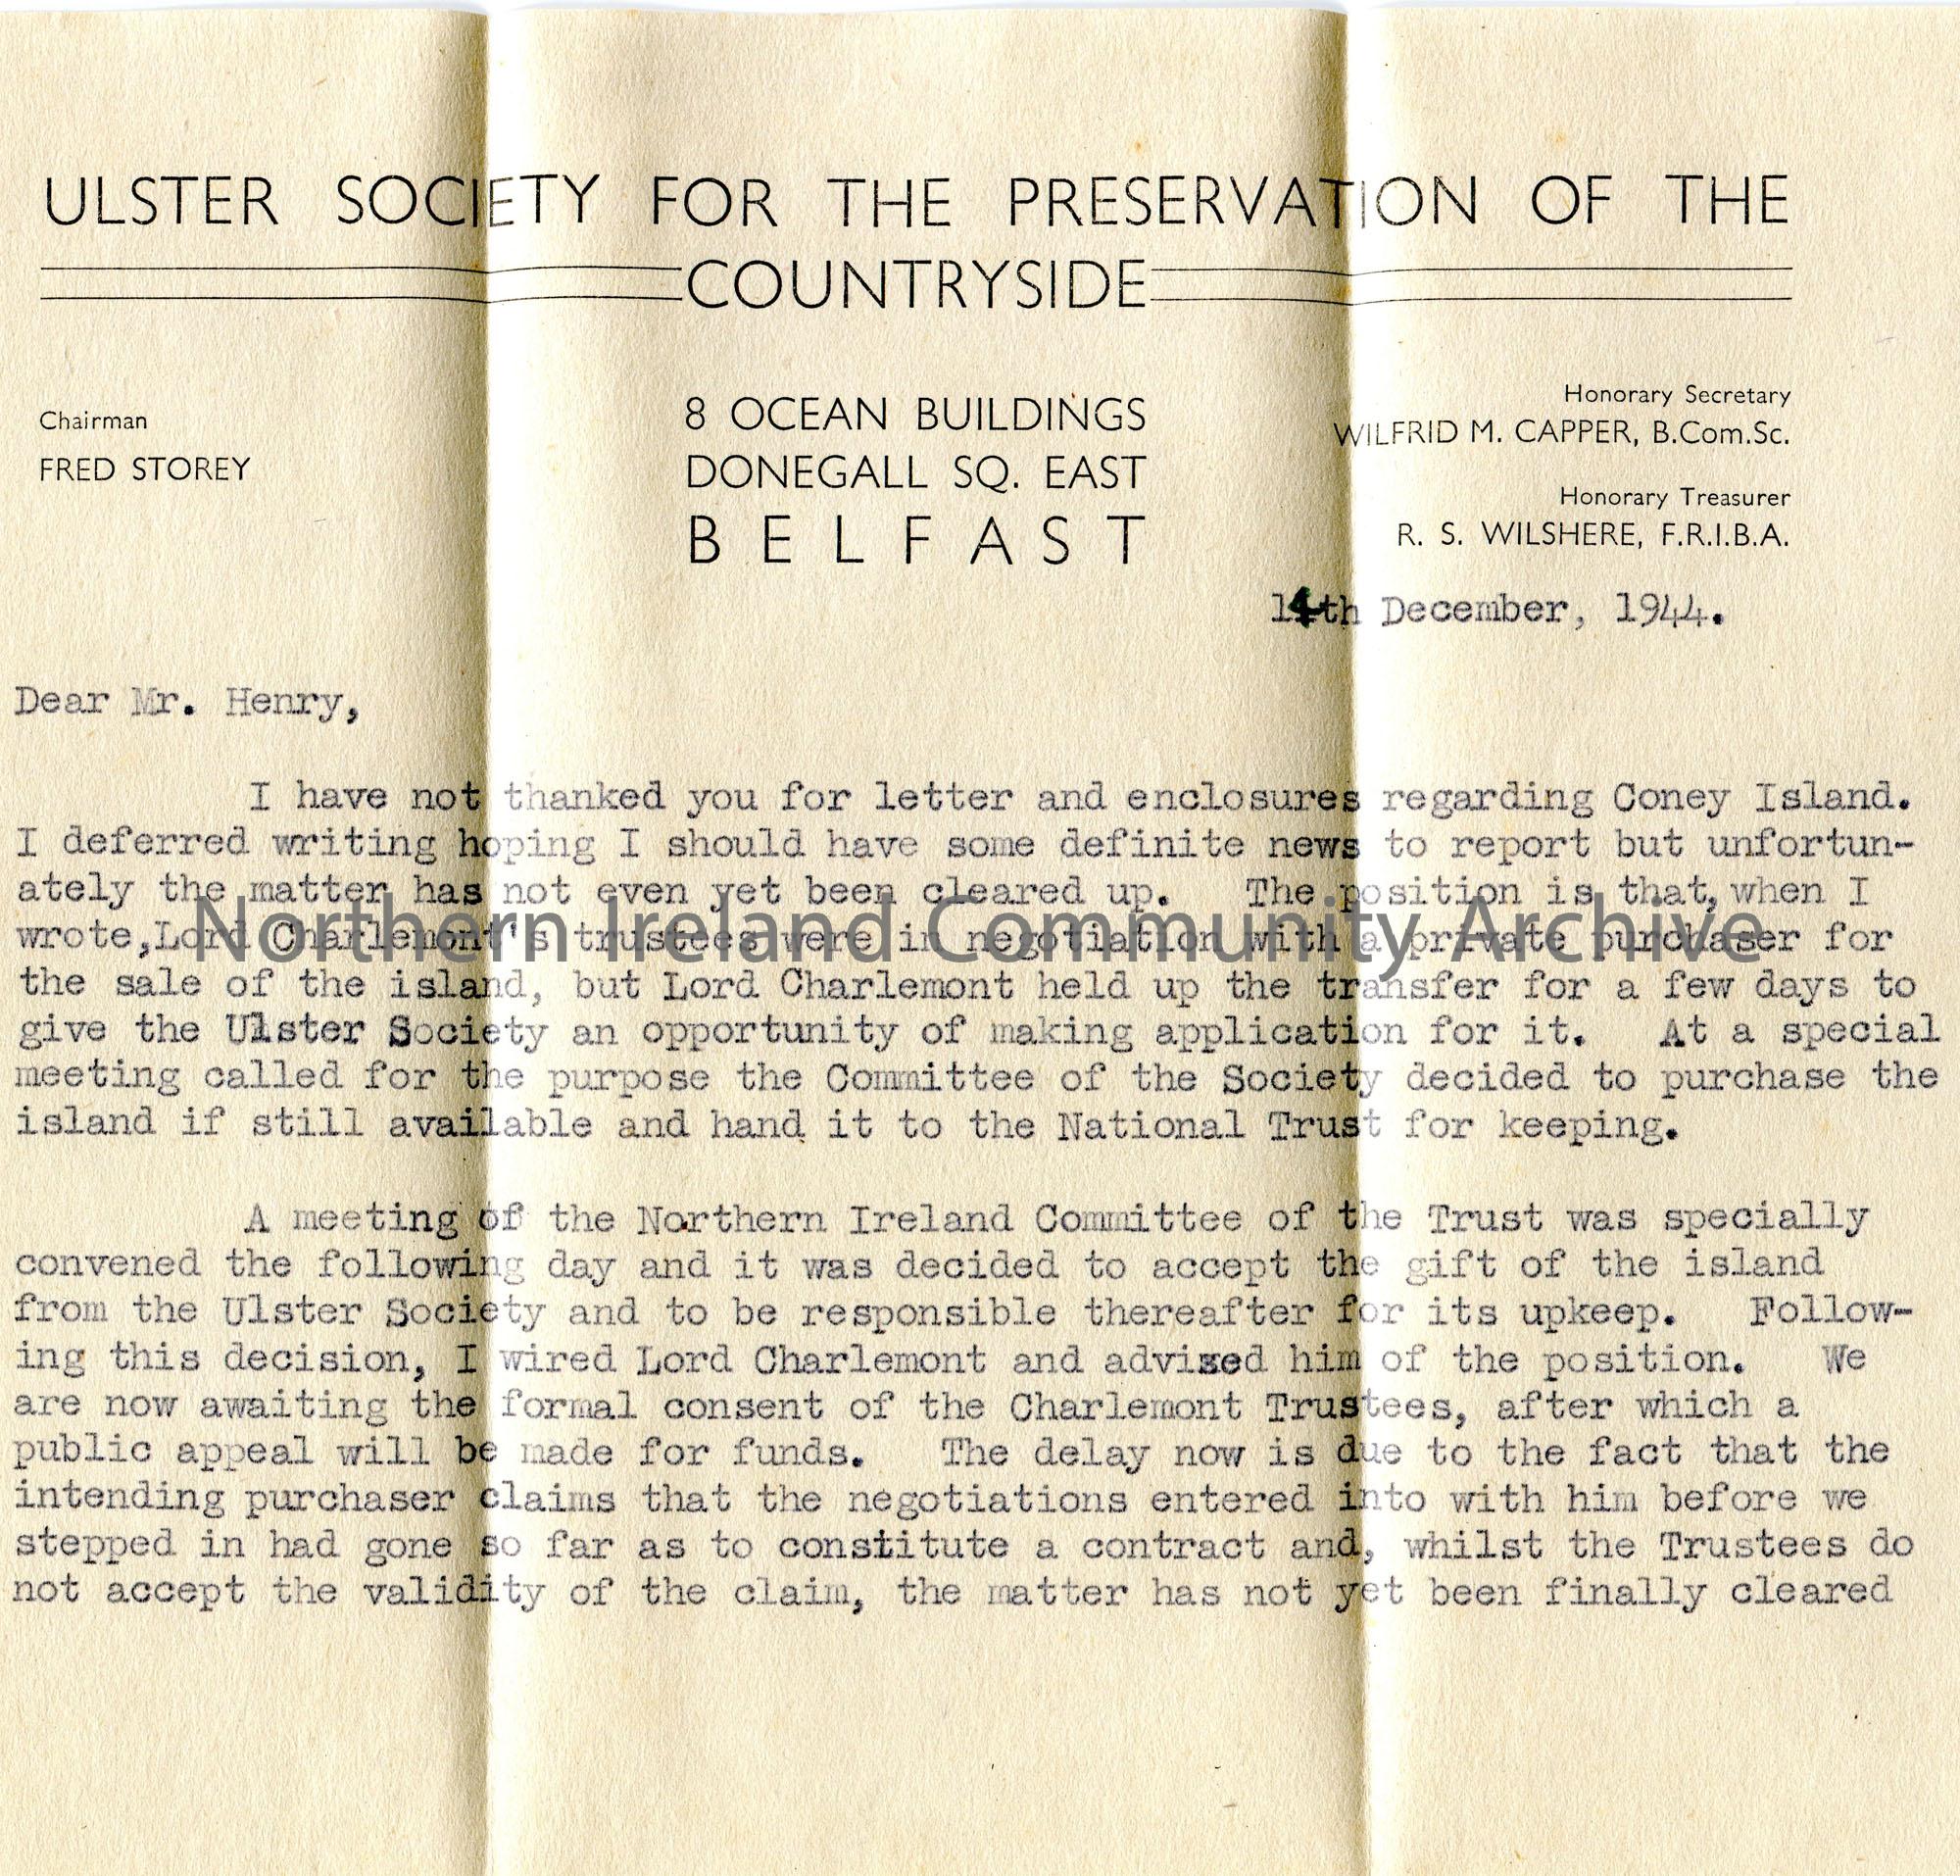 ULSTER SOCIETY FOR THE PRESERVATION OF THE
COUNTRYSIDE
Chairman
FRED STOREY
8 OCEAN BUILDINGS
DONEGALL SQ. EAST
BELFAST
Honorary Secretary
WILFRID M. CAPPER, B.Com.Sc.
Honorary Treasurer
R. S. WILSHERE, F.R.I.B.A.
14th December, 1944.
Dear Mr. Henry,
I have not thanked you for letter and enclosures regarding Coney Island.
I deferred writing hoping I should have some definite news to report but unfortun-
ately the matter has not even yet been cleared up. The position is that, when I
wrote, Lord Charlemont's trustees were in negotiation with a private purchaser for
the sale of the island, but Lord Charlemont held up the transfer for a few days to
give the Ulster Society an opportunity of making application for it. At a special
meeting called for the purpose the Committee of the Society decided to purchase the
island if still available and hand it to the National Trust for keeping.
A meeting of the Northern Ireland Committee of the Trust was specially
convened the following day and it was decided to accept the gift of the island
from the Ulster Society and to be responsible thereafter for its upkeep. Follow-
ing this decision, I wired Lord Charlemont and advised him of the position. We
are now awaiting the formal consent of the Charlemont Trustees, after which a
public appeal will be made for funds. The delay now is due to the fact that the
intending purchaser claims that the negotiations entered into with him before we
stepped in had gone so far as to constitute a contract and, whilst the Trustees do
not accept the validity of the claim, the matter has not yet been finally cleared
Northern Ireland Community Archive